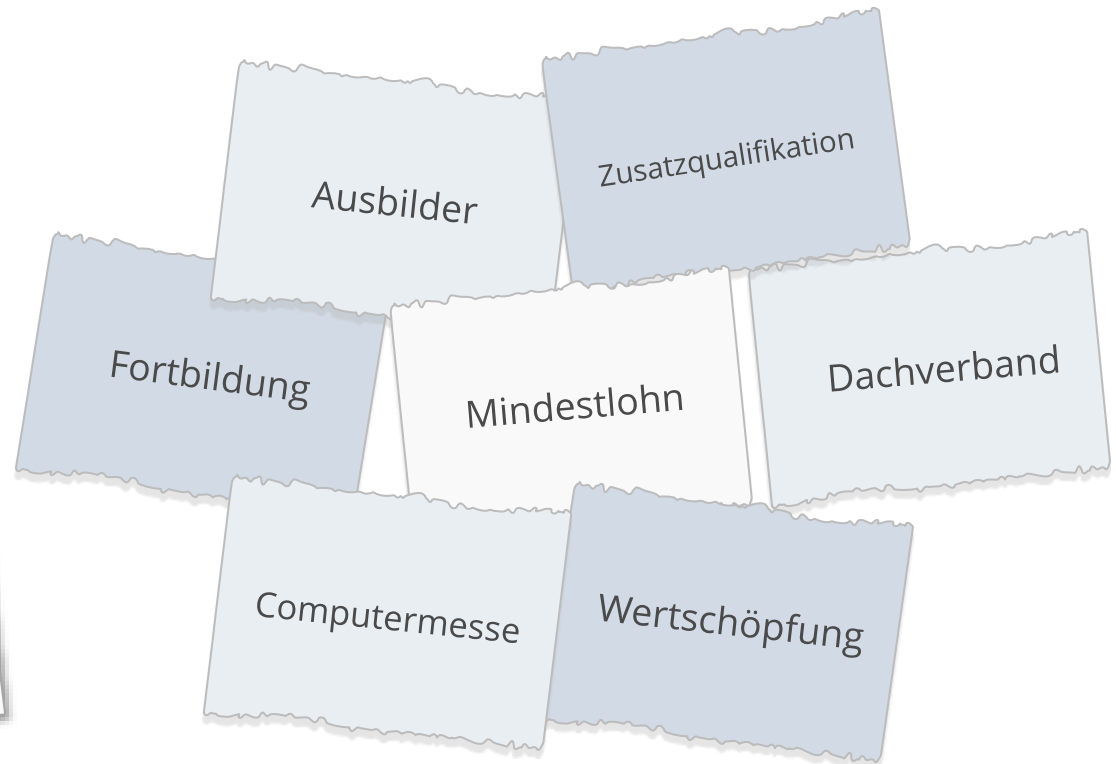 Zusatzqualifikation
Ausbilder
Fortbildung
Mindestlohn
Dachverband
Computermesse
Wertschöpfung